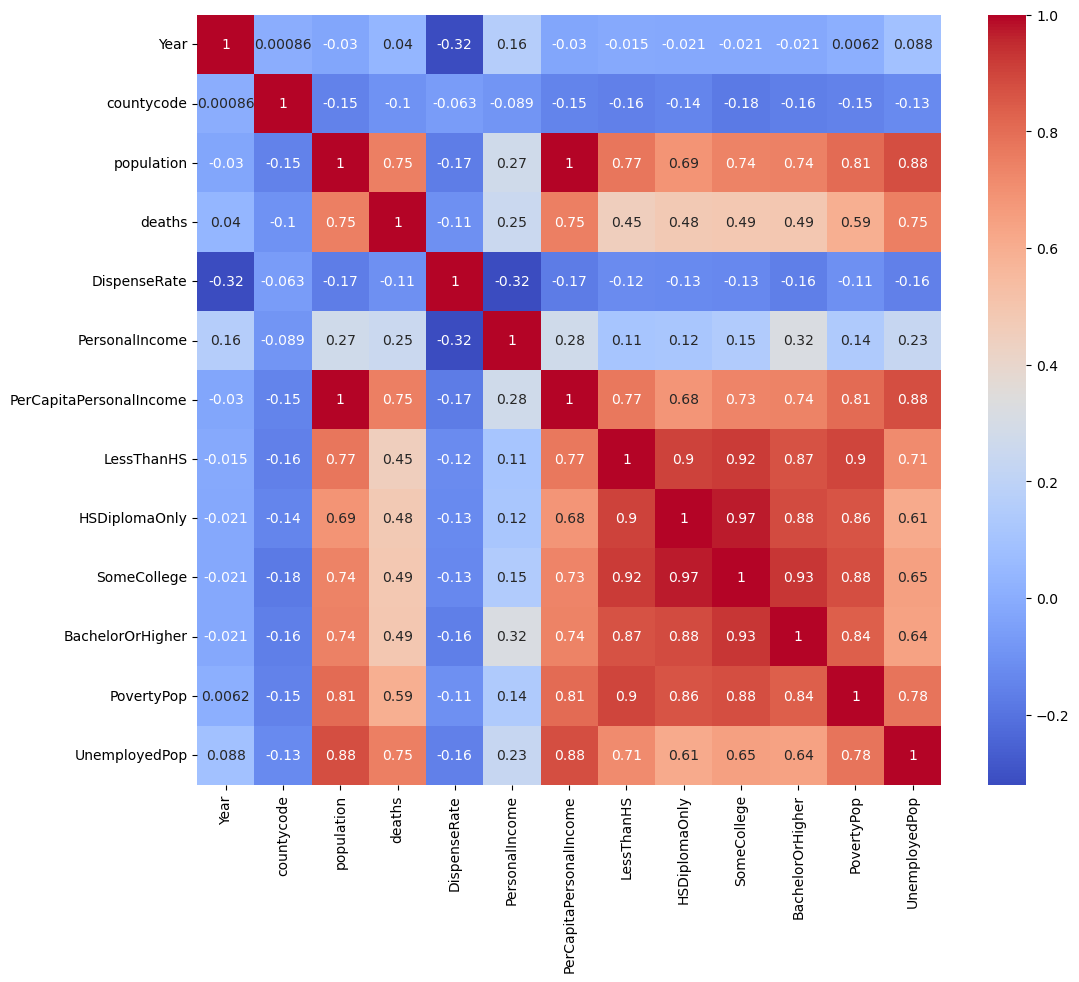 Year 1 0.00086 -0.03 0.04 -0.32 0.16 -0.03 -0.015 -0.021 -0.021 -0.021 0.0062 0.088
countycode 0.00086 1 -0.15 -0.1 -0.063 -0.089 -0.15 -0.16 -0.14 -0.18 -0.16 -0.15 -0.13
population -0.03 -0.15 1 0.75 -0.17 0.27 1 0.77 0.69 0.74 0.74 0.81 0.88
deaths 0.04 -0.1 0.75 1 -0.11 0.25 0.75 0.45 0.48 0.49 0.49 0.59 0.75
DispenseRate -0.32 -0.063 -0.17 -0.11 1 -0.32 -0.17 -0.12 -0.13 -0.13 -0.16 -0.11 -0.16
PersonalIncome 0.16 -0.089 0.27 0.25 -0.32 1 0.28 0.11 0.12 0.15 0.32 0.14 0.23
PerCapitaPersonalIncome -0.03 -0.15 1 0.75 -0.17 0.28 1 0.77 0.68 0.73 0.74 0.81 0.88
LessThanHS -0.015 -0.16 0.77 0.45 -0.12 0.11 0.77 1 0.9 0.92 0.87 0.9 0.71
HSDiplomaOnly -0.021 -0.14 0.69 0.48 -0.13 0.12 0.68 0.9 1 0.97 0.88 0.86 0.61
SomeCollege -0.021 -0.18 0.74 0.49 -0.13 0.15 0.73 0.92 0.97 1 0.93 0.88 0.65
BachelorOrHigher -0.021 -0.16 0.74 0.49 -0.16 0.32 0.74 0.87 0.88 0.93 1 0.84 0.64
PovertyPop 0.0062 -0.15 0.81 0.59 -0.11 0.14 0.81 0.9 0.86 0.88 0.84 1 0.78
UnemployedPop 0.088 -0.13 0.88 0.75 -0.16 0.23 0.88 0.71 0.61 0.65 0.64 0.78 1
Year
countycode
population
deaths
DispenseRate
PersonalIncome
PerCapitaPersonalIncome
LessThanHS
HSDiplomaOnly
SomeCollege
BachelorOrHigher
PovertyPop
UnemployedPop
1.0
0.8
0.6
0.4
0.2
0.0
−0.2